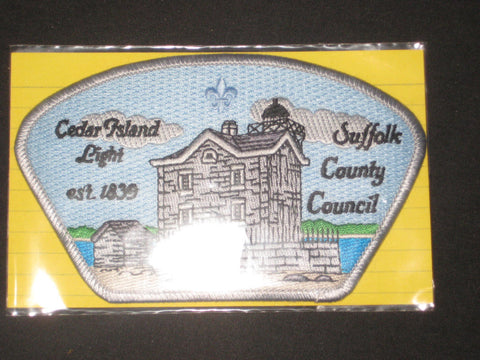 Cedar Island
Light
est. 1839
Suffolk
County
Council